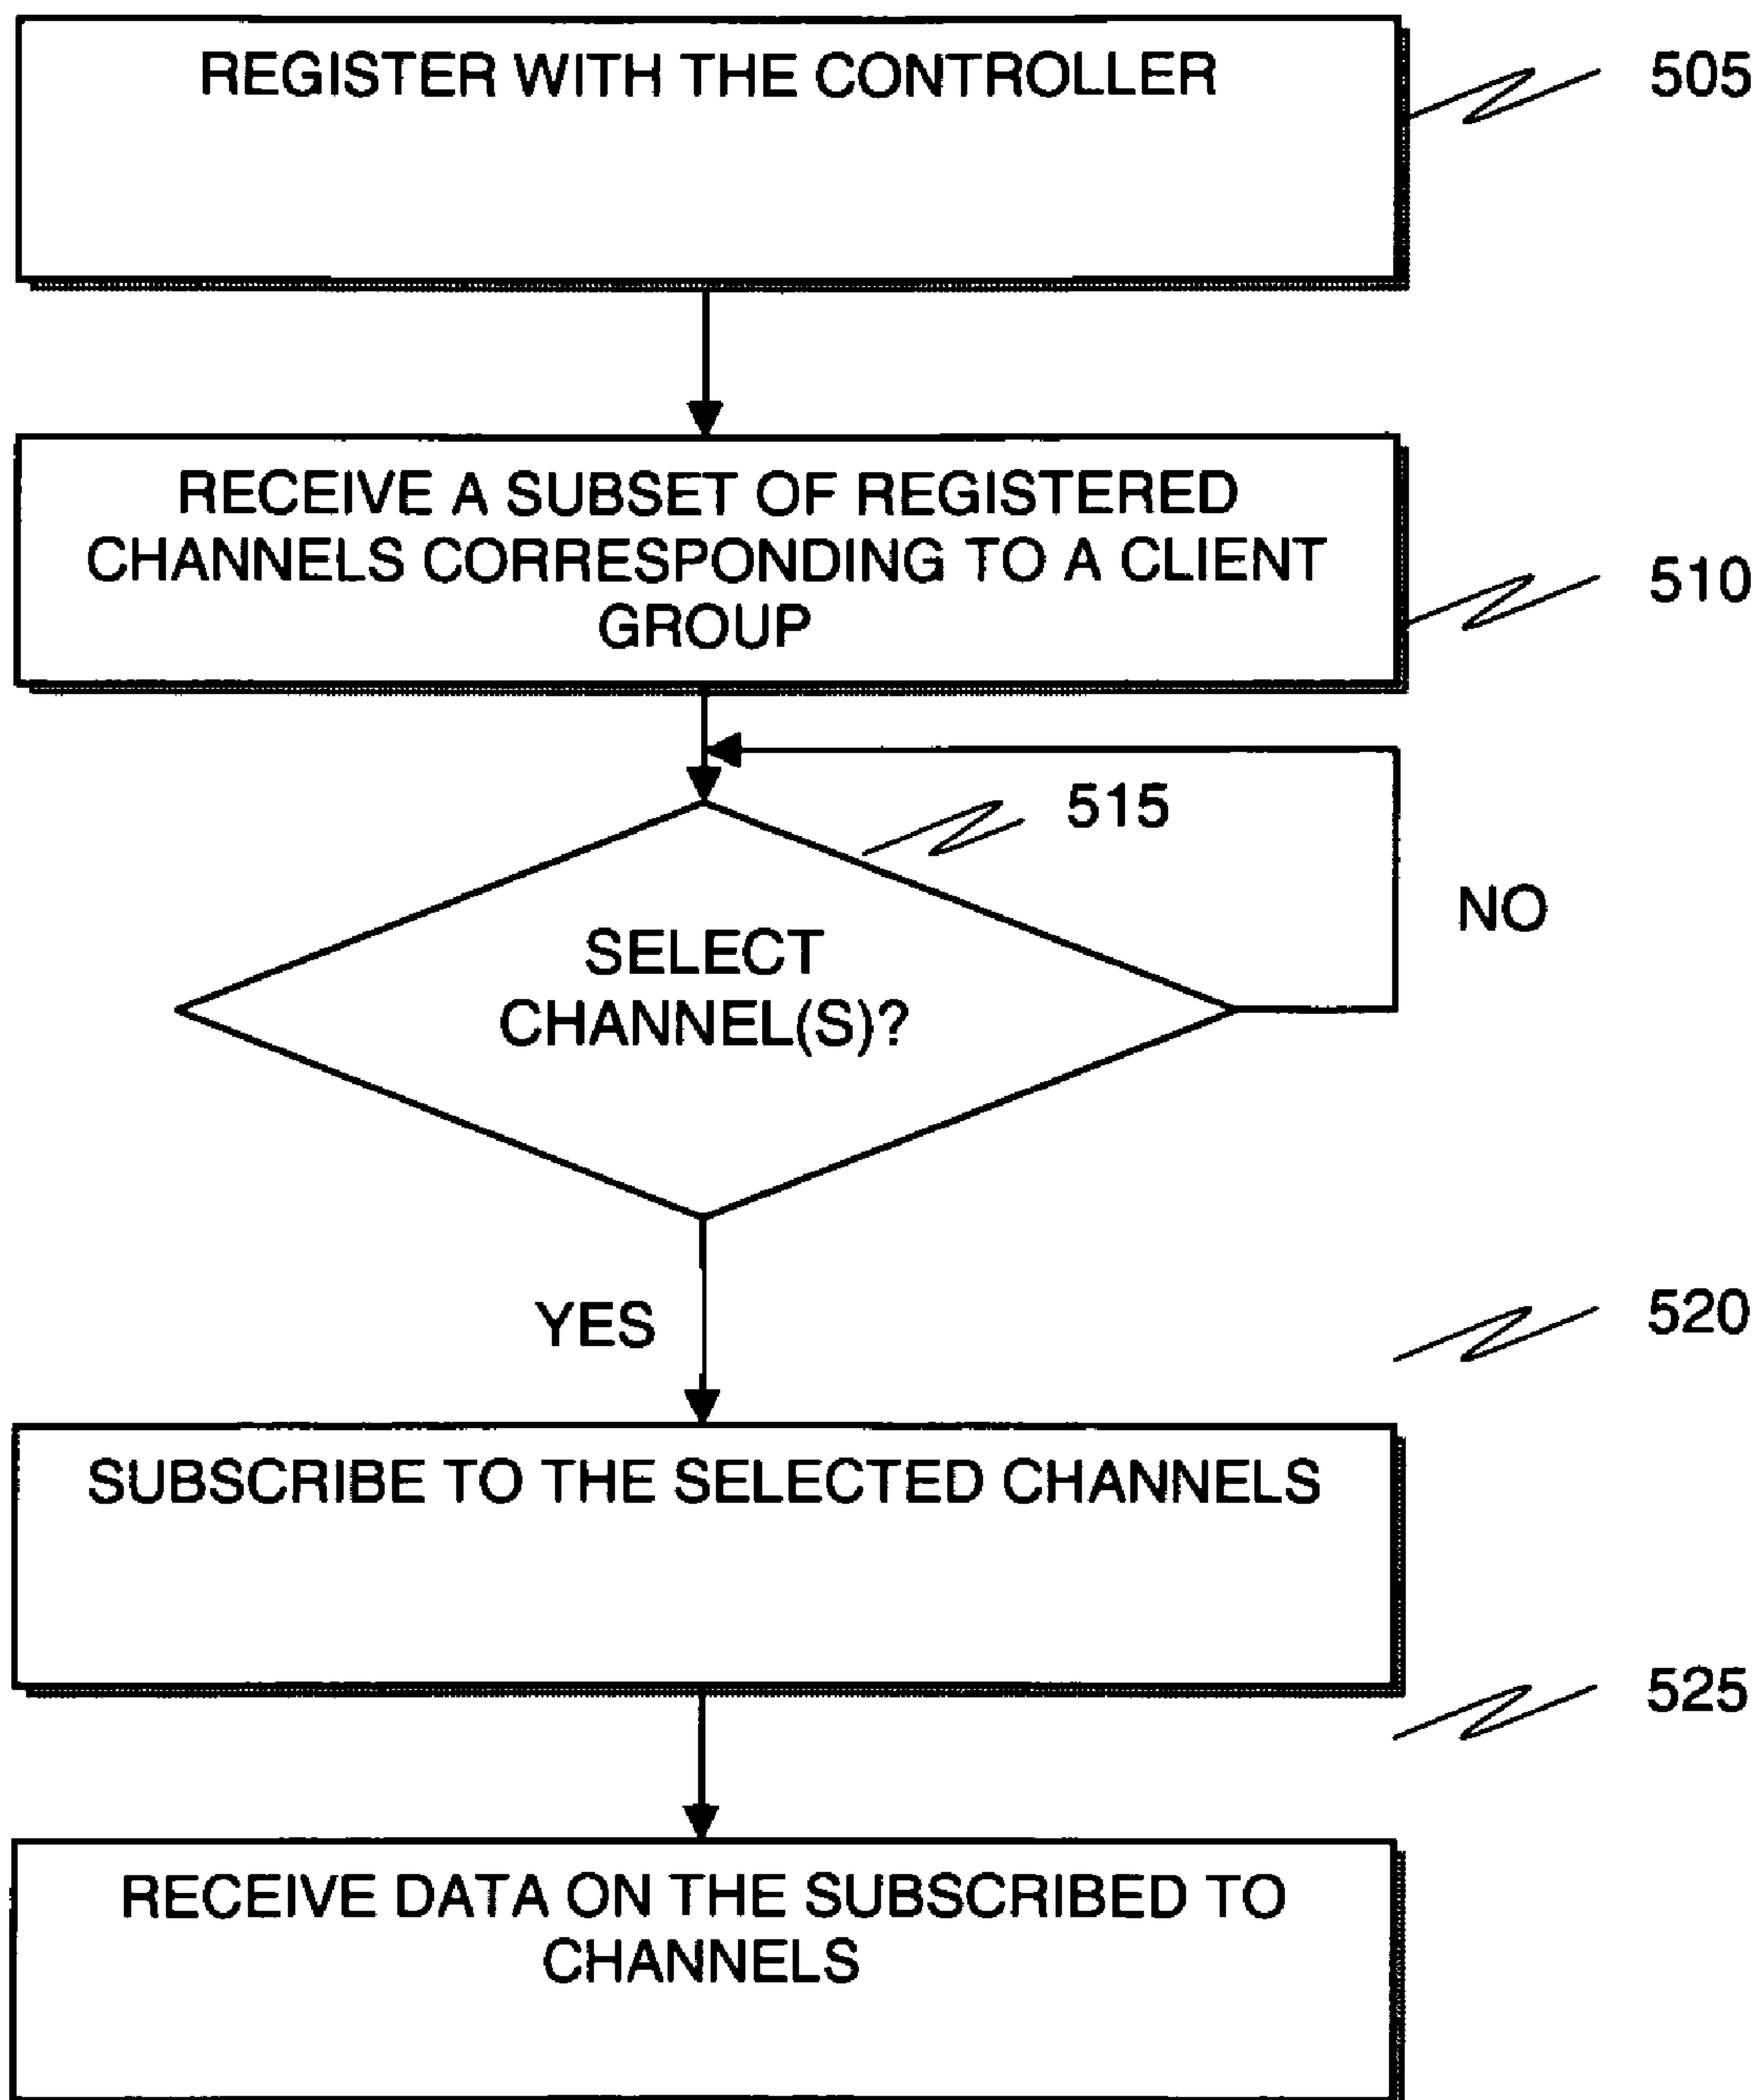 REGISTER WITH THE CONTROLLER
505
RECEIVE A SUBSET OF REGISTERED
CHANNELS CORRESPONDING TO A CLIENT
GROUP
510
515
SELECT
CHANNEL(S)?
NO
YES
520
SUBSCRIBE TO THE SELECTED CHANNELS
525
RECEIVE DATA ON THE SUBSCRIBED TO
CHANNELS